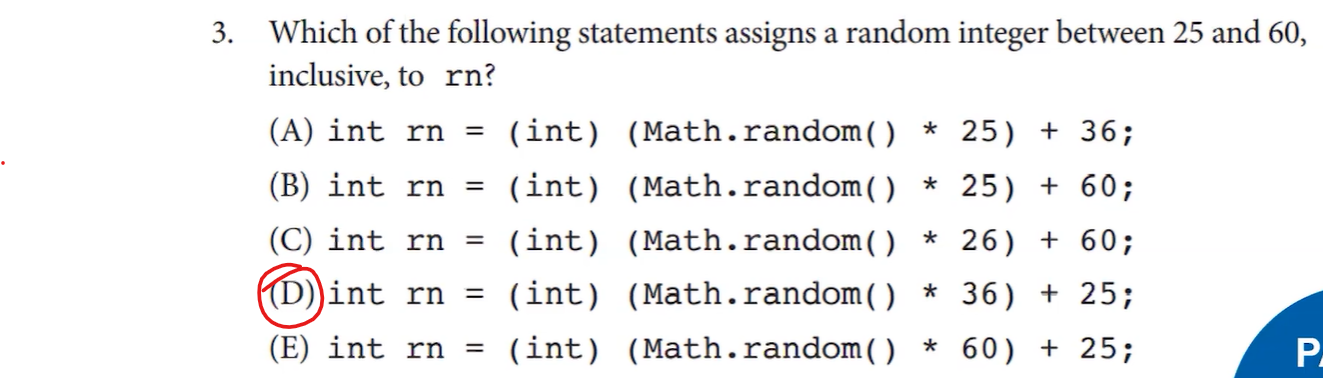 3. Which of the following statements assigns a random integer between 25 and 60,
inclusive, to rn?
(A) int rn = (int) (Math.random() * 25) + 36;
(B) int rn = (int) (Math.random() * 25) + 60;
(C) int rn = (int) (Math.random() * 26) + 60;
(D) int rn = (int) (Math.random() * 36) + 25;
(E) int rn = (int) (Math.random() * 60) + 25;